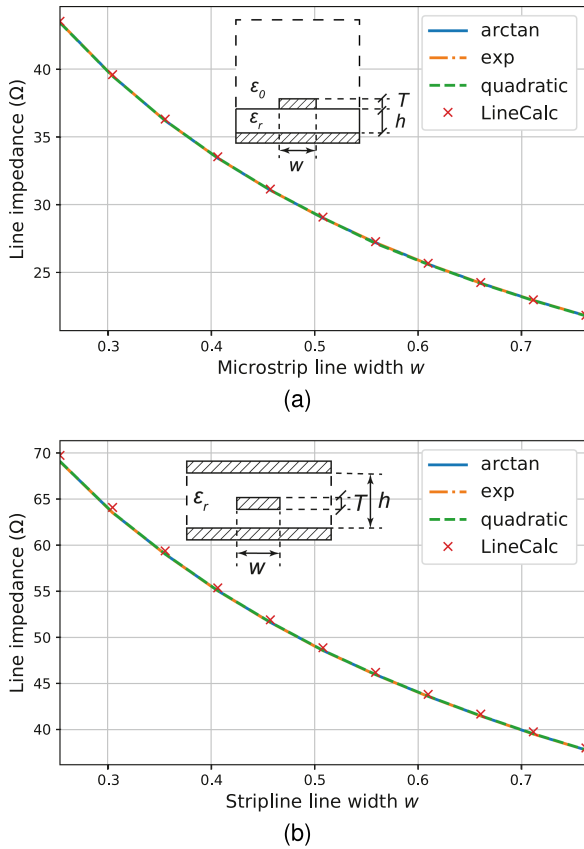 40
35
30
25
Line impedance (Ω)
ε0
εr
T
h
w
arctan
exp
quadratic
LineCalc
0.3 0.4 0.5 0.6 0.7
Microstrip line width w
(a)
70
65
60
55
50
45
40
Line impedance (Ω)
εr
T h
w
arctan
exp
quadratic
LineCalc
0.3 0.4 0.5 0.6 0.7
Stripline line width w
(b)